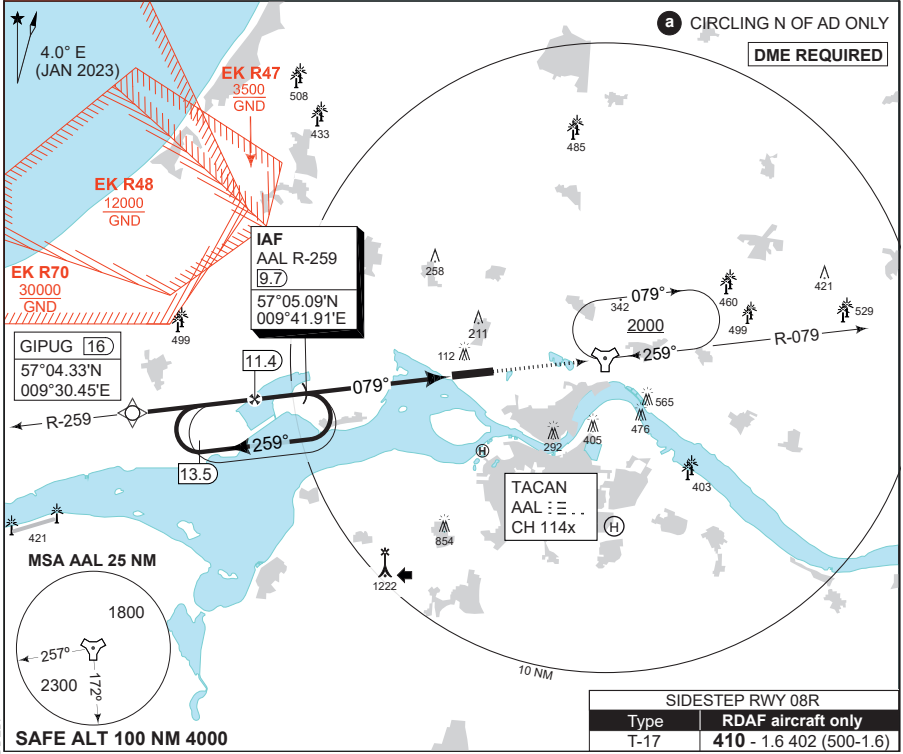 a CIRCLING N OF AD ONLY
DME REQUIRED
4.0° E
(JAN 2023)
EK R47
3500
GND
508
433
485
EK R48
12000
GND
EK R70
30000
GND
499
IAF
AAL R-259
9.7
57°05.09'N
009°41.91'E
258
211
112
342
079°
2000
259°
460
499
421
529
R-079
GIPUG 16
57°04.33'N
009°30.45'E
11.4
079°
R-259
259°
13.5
565
476
405
292
H
403
TACAN
AAL
CH 114x
H
421
854
1222
MSA AAL 25 NM
1800
257°
2300
172°
SAFE ALT 100 NM 4000
10 NM
SIDESTEP RWY 08R
Type RDAF aircraft only
T-17 410 - 1.6 402 (500-1.6)